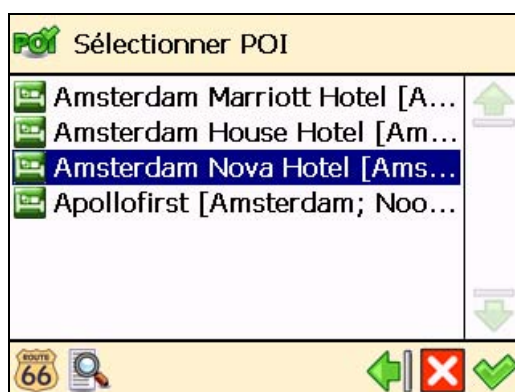 POI Sélectionner POI
Amsterdam Marriott Hotel [A...
Amsterdam House Hotel [Am...
Amsterdam Nova Hotel [Ams...
Apollofirst [Amsterdam; Noo...
ROUTE
66